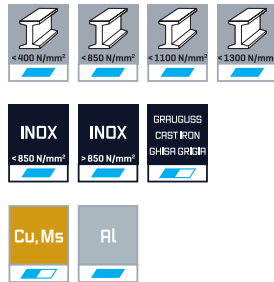 <400 N/mm² <850 N/mm² <1100 N/mm² <1300 N/mm²
INOX INOX GRAUGUSS
CAST IRON
GHISA GRIGIA
<850 N/mm² >850 N/mm²
Cu, Ms Al